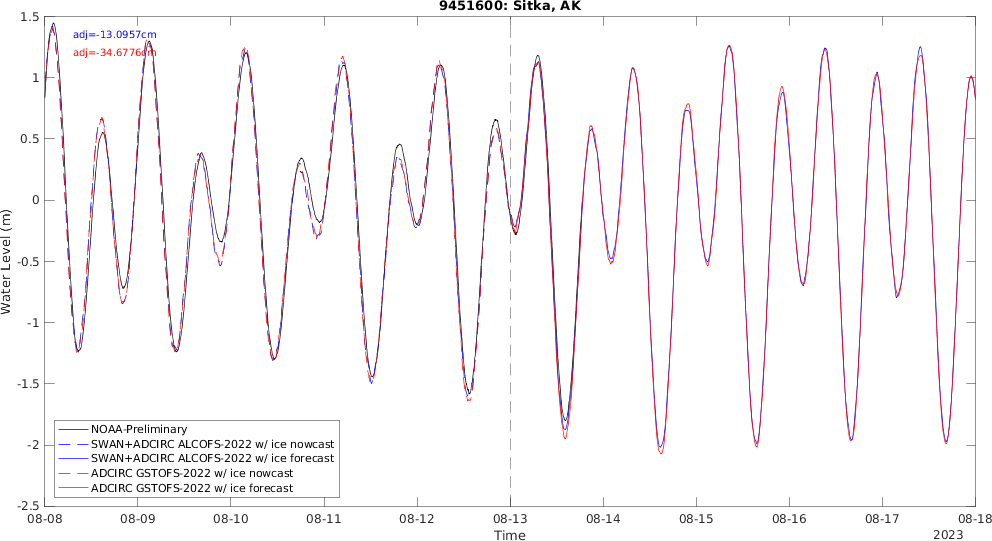 9451600: Sitka, AK
adj=-13.0957cm
adj=-34.6776cm
Water Level (m)
1.5
1
0.5
0
-0.5
-1
-1.5
-2
-2.5
NOAA-Preliminary
SWAN+ADCIRC ALCOFS-2022 w/ ice nowcast
SWAN+ADCIRC ALCOFS-2022 w/ ice forecast
ADCIRC GSTOFS-2022 w/ ice nowcast
ADCIRC GSTOFS-2022 w/ ice forecast
08-08 08-09 08-10 08-11 08-12 08-13 08-14 08-15 08-16 08-17 08-18
Time
2023